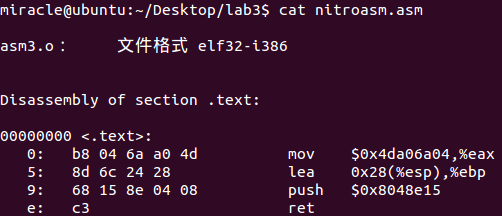 miracle@ubuntu:~/Desktop/lab3$ cat nitroasm.asm
asm3.o：     文件格式 elf32-i386
Disassembly of section .text:
00000000 <.text>:
   0:	b8 04 6a a0 4d       	mov    $0x4da06a04,%eax
   5:	8d 6c 24 28          	lea    0x28(%esp),%ebp
   9:	68 15 8e 04 08       	push   $0x8048e15
   e:	c3                   	ret